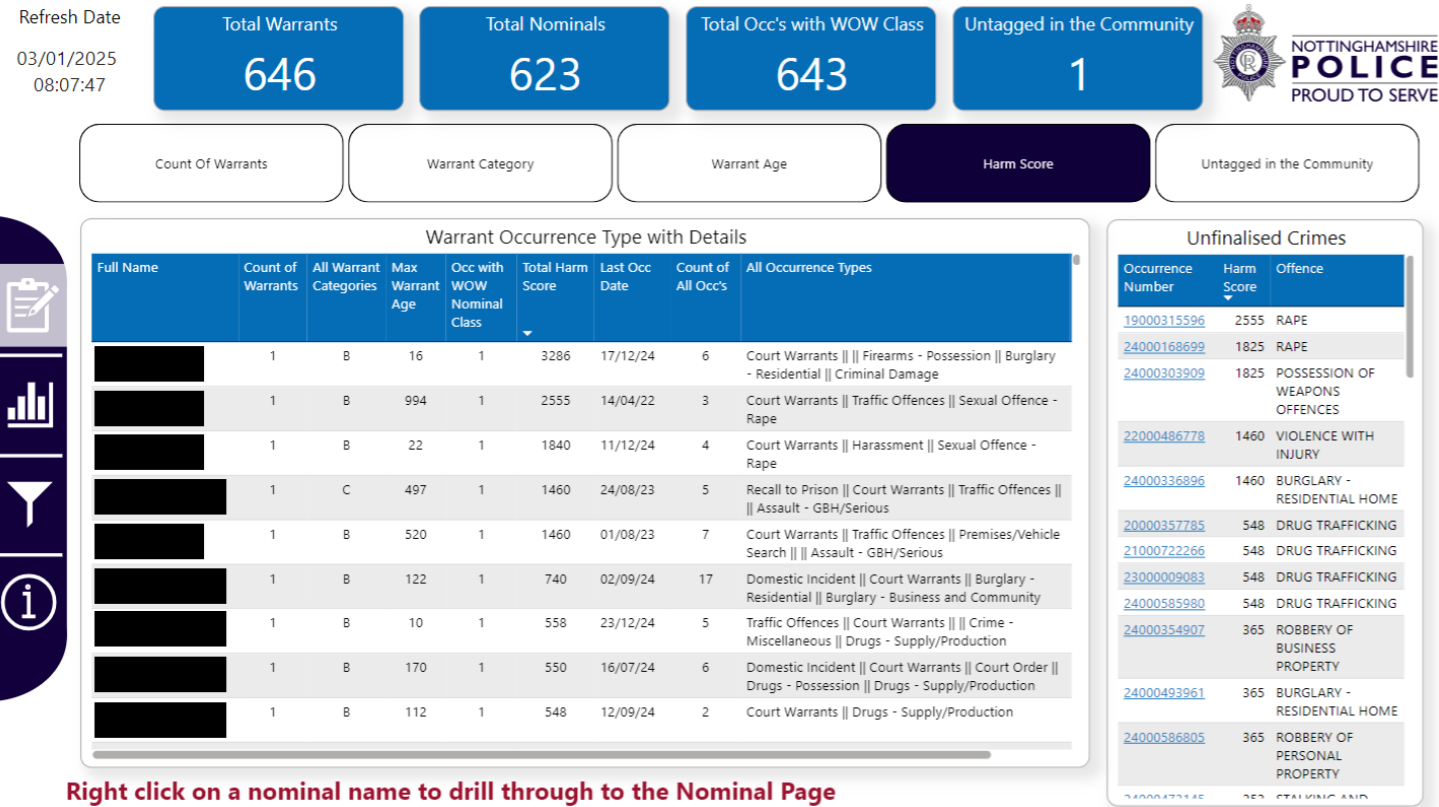 Refresh Date
03/01/2025
08:07:47
Total Warrants
646
Total Nominals
623
Total Occ's with WOW Class
643
Untagged in the Community
1
NOTTINGHAMSHIRE
POLICE
PROUD TO SERVE
Count Of Warrants
Warrant Category
Warrant Age
Harm Score
Untagged in the Community
Warrant Occurrence Type with Details
Full Name
Count of
Warrants
All Warrant
Categories
Max
Warrant
Age
Occ with
WOW
Nominal
Class
Total Harm
Score
Last Occ
Date
Count of
All Occ's
All Occurrence Types
1 B 16 1 3286 17/12/24 6 Court Warrants || || Firearms - Possession || Burglary
- Residential || Criminal Damage
1 B 994 1 2555 14/04/22 3 Court Warrants || Traffic Offences || Sexual Offence -
Rape
1 B 22 1 1840 11/12/24 4 Court Warrants || Harassment || Sexual Offence -
Rape
1 C 497 1 1460 24/08/23 5 Recall to Prison || Court Warrants || Traffic Offences ||
|| Assault - GBH/Serious
1 B 520 1 1460 01/08/23 7 Court Warrants || Traffic Offences || Premises/Vehicle
Search || || Assault - GBH/Serious
1 B 122 1 740 02/09/24 17 Domestic Incident || Court Warrants || Burglary -
Residential || Burglary - Business and Community
1 B 10 1 558 23/12/24 5 Traffic Offences || Court Warrants || || Crime -
Miscellaneous || Drugs - Supply/Production
1 B 170 1 550 16/07/24 6 Domestic Incident || Court Warrants || Court Order ||
Drugs - Possession || Drugs - Supply/Production
1 B 112 1 548 12/09/24 2 Court Warrants || Drugs - Supply/Production
Unfinalised Crimes
Occurrence
Number
Harm
Score
Offence
19000315596 2555 RAPE
24000168699 1825 RAPE
24000303909 1825 POSSESSION OF
WEAPONS
OFFENCES
22000486778 1460 VIOLENCE WITH
INJURY
24000336896 1460 BURGLARY -
RESIDENTIAL HOME
20000357785 548 DRUG TRAFFICKING
21000722266 548 DRUG TRAFFICKING
23000009083 548 DRUG TRAFFICKING
24000585980 548 DRUG TRAFFICKING
24000354907 365 ROBBERY OF
BUSINESS
PROPERTY
24000493961 365 BURGLARY -
RESIDENTIAL HOME
24000586805 365 ROBBERY OF
PERSONAL
PROPERTY
STALKING AND
Right click on a nominal name to drill through to the Nominal Page